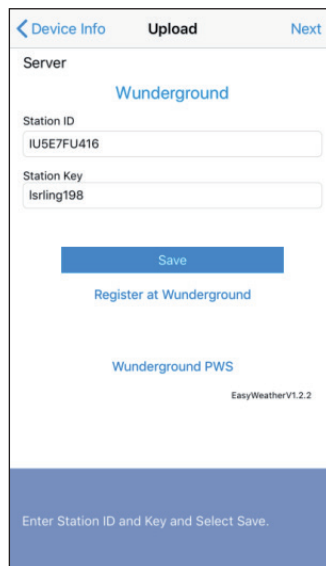 Device Info Upload Next
Server
Wunderground
Station ID
IU5E7FU416
Station Key
lsrling198
Save
Register at Wunderground
Wunderground PWS
EasyWeatherV1.2.2
Enter Station ID and Key and Select Save.